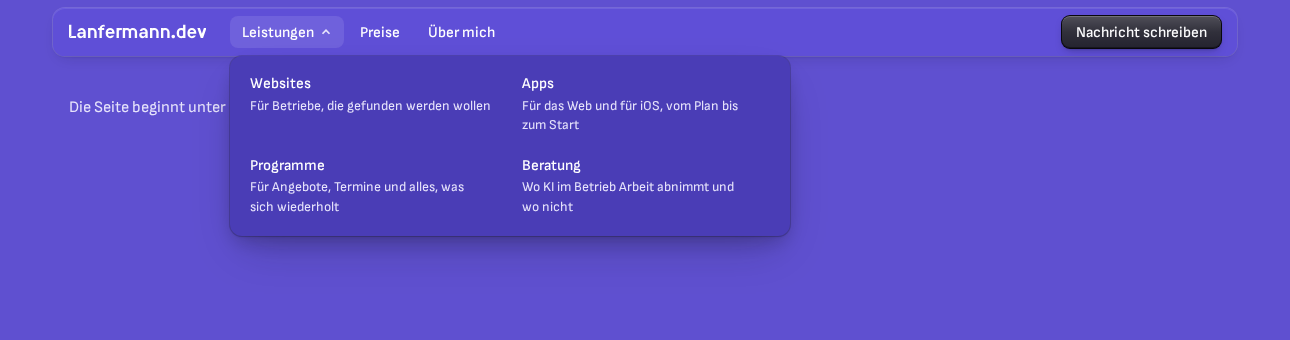 Lanfermann.dev
Leistungen
Preise
Über mich
Nachricht schreiben
Die Seite beginnt unter
Websites
Für Betriebe, die gefunden werden wollen
Apps
Für das Web und für iOS, vom Plan bis
zum Start
Programme
Für Angebote, Termine und alles, was
sich wiederholt
Beratung
Wo KI im Betrieb Arbeit abnimmt und
wo nicht